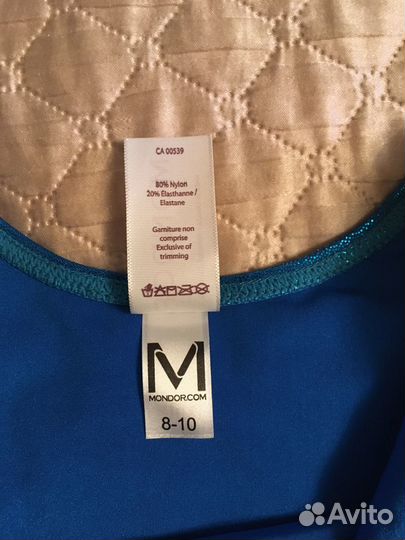 CA 00539
80% Nylon
20% Élasthanne /
Elastane
Garniture non
comprise
Exclusive of
trimming
M
MONDOR.COM
8-10
Avito